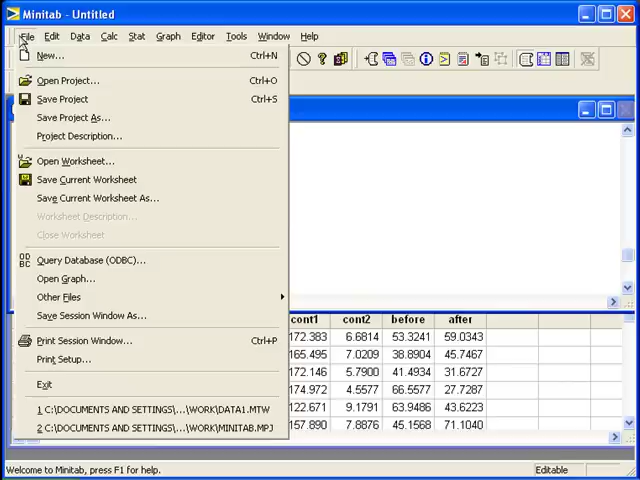 Minitab - Untitled
File Edit Data Calc Stat Graph Editor Tools Window Help
New... Ctrl+N
Open Project... Ctrl+O
Save Project Ctrl+S
Save Project As...
Project Description...
Open Worksheet...
Save Current Worksheet
Save Current Worksheet As...
Worksheet Description...
Close Worksheet
Query Database (ODBC)...
Open Graph...
Other Files
Save Session Window As...
Print Session Window... Ctrl+P
Print Setup...
Exit
1 C:\DOCUMENTS AND SETTINGS\...\WORK\DATA1.MTW
2 C:\DOCUMENTS AND SETTINGS\...\WORK\MINITAB.MPJ
cont1 cont2 before after
172.383 6.6814 53.3241 59.0343
165.495 7.0209 38.8904 45.7467
172.146 5.7900 41.4934 31.6727
174.972 4.5577 66.5577 27.7287
122.671 9.1791 63.9486 43.6223
157.890 7.8876 45.1568 71.1040
Welcome to Minitab, press F1 for help. Editable